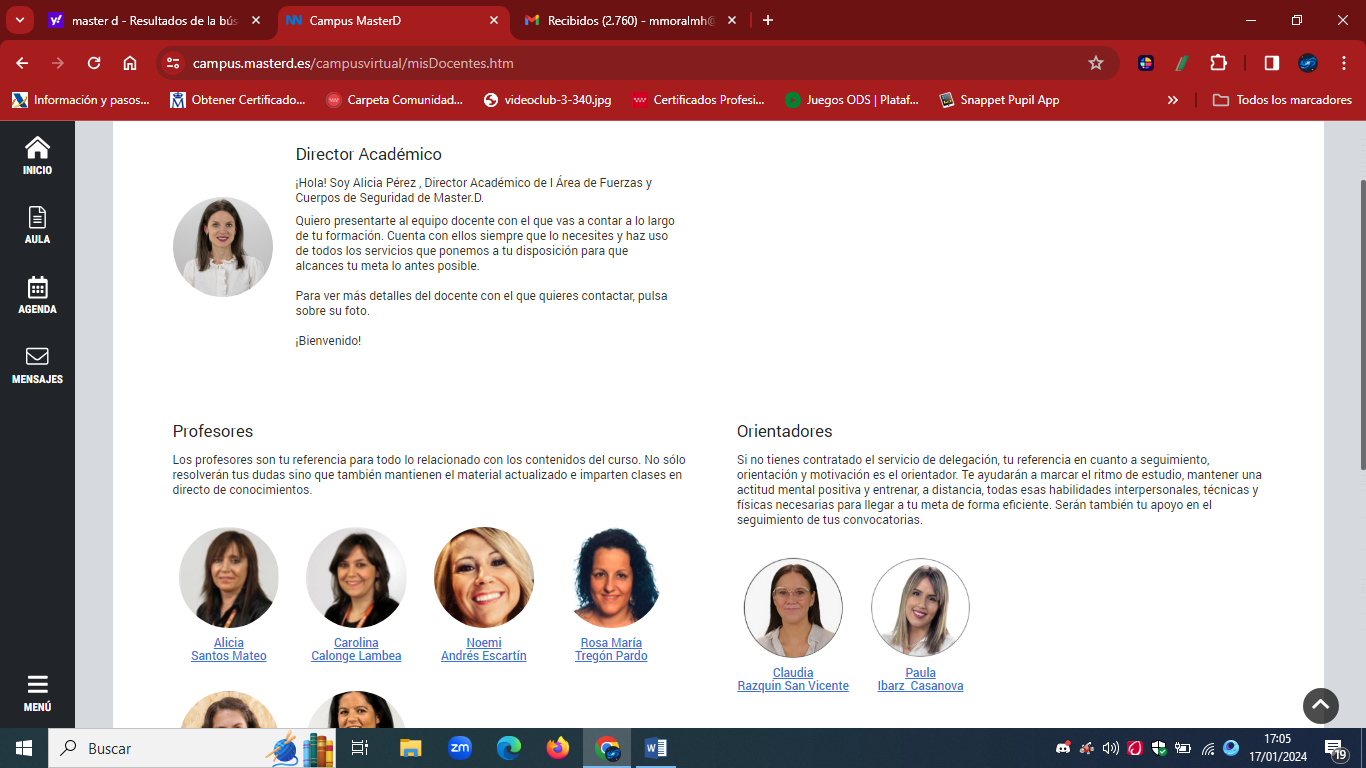 master d - Resultados de la bús
Campus MasterD
Recibidos (2.760) - mmoralmh@
campus.masterd.es/campusvirtual/misDocentes.htm
Información y pasos...
Obtener Certificado...
Carpeta Comunidad...
videoclub-3-340.jpg
Certificados Profesi...
Juegos ODS | Plataf...
Snappet Pupil App
»
Todos los marcadores
INICIO
AULA
AGENDA
MENSAJES
MENÚ
Director Académico
¡Hola! Soy Alicia Pérez , Director Académico de l Área de Fuerzas y
Cuerpos de Seguridad de Master.D.
Quiero presentarte al equipo docente con el que vas a contar a lo largo
de tu formación. Cuenta con ellos siempre que lo necesites y haz uso
de todos los servicios que ponemos a tu disposición para que
alcances tu meta lo antes posible.
Para ver más detalles del docente con el que quieres contactar, pulsa
sobre su foto.
¡Bienvenido!
Profesores
Los profesores son tu referencia para todo lo relacionado con los contenidos del curso. No sólo
resolverán tus dudas sino que también mantienen el material actualizado e imparten clases en
directo de conocimientos.
Alicia
Santos Mateo
Carolina
Calonge Lambea
Noemi
Andrés Escartín
Rosa María
Tregón Pardo
Orientadores
Si no tienes contratado el servicio de delegación, tu referencia en cuanto a seguimiento,
orientación y motivación es el orientador. Te ayudarán a marcar el ritmo de estudio, mantener una
actitud mental positiva y entrenar, a distancia, todas esas habilidades interpersonales, técnicas y
físicas necesarias para llegar a tu meta de forma eficiente. Serán también tu apoyo en el
seguimiento de tus convocatorias.
Claudia
Razquin San Vicente
Paula
Ibarz Casanova
Buscar
zm
17:05
17/01/2024
19